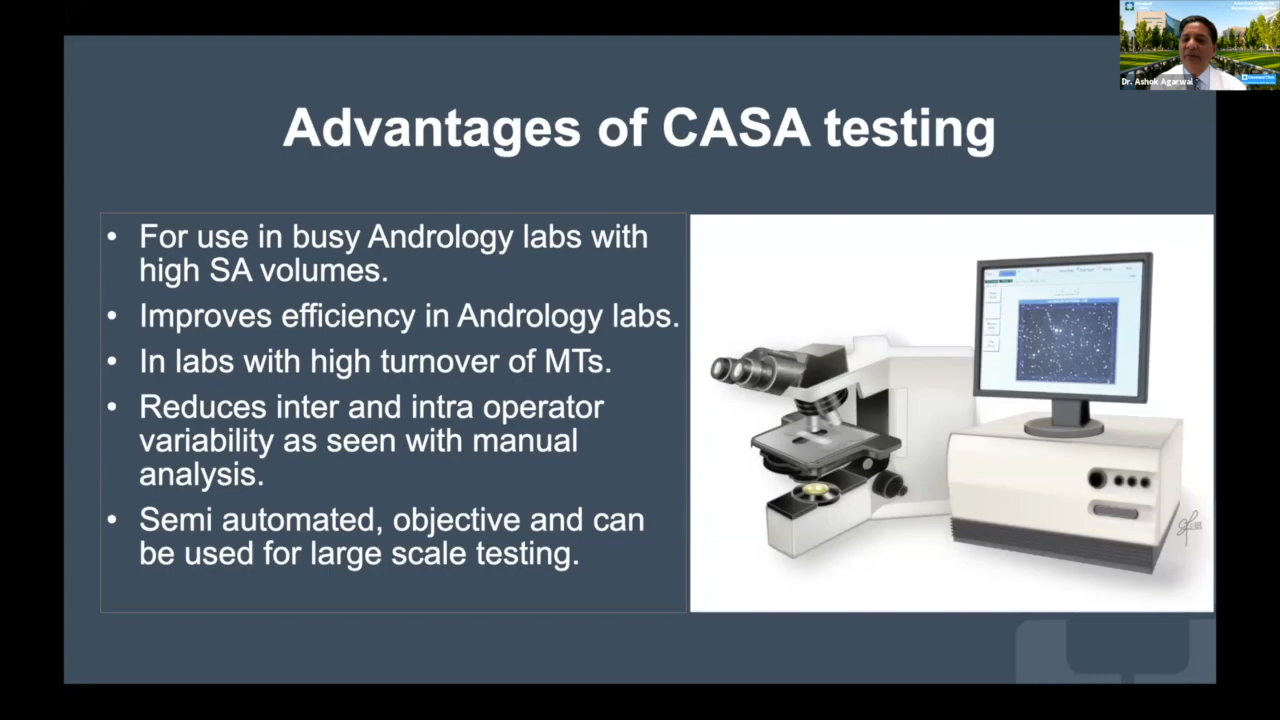 Dr. Ashok Agarwal
Advantages of CASA testing
• For use in busy Andrology labs with
high SA volumes.
• Improves efficiency in Andrology labs.
• In labs with high turnover of MTs.
• Reduces inter and intra operator
variability as seen with manual
analysis.
• Semi automated, objective and can
be used for large scale testing.